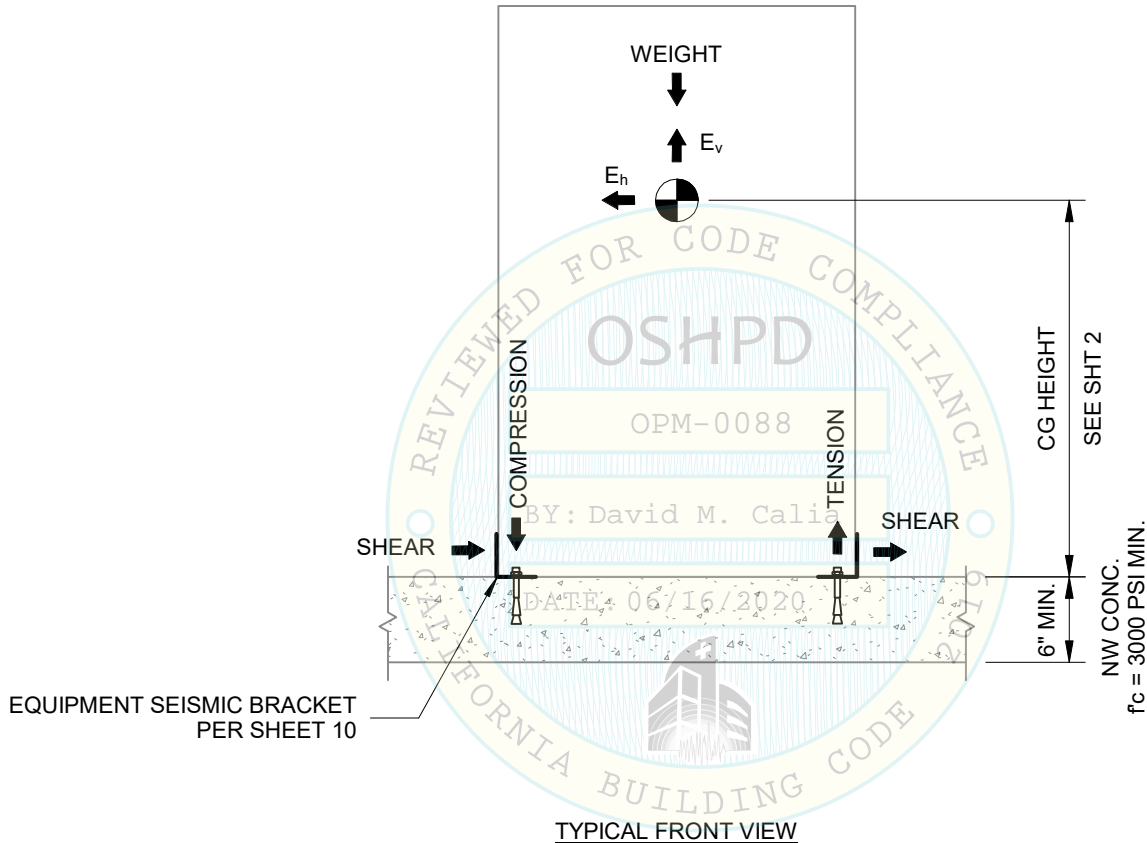 WEIGHT
Ev
Eh
REVIEWED FOR CODE COMPLIANCE
OSHPD
OPM-0088
BY: David M. Calia
DATE: 06/16/2020
CALIFORNIA BUILDING CODE 2019
COMPRESSION
TENSION
SHEAR
SHEAR
CG HEIGHT
SEE SHT 2
6" MIN.
NW CONC.
f'c = 3000 PSI MIN.
EQUIPMENT SEISMIC BRACKET
PER SHEET 10
TYPICAL FRONT VIEW